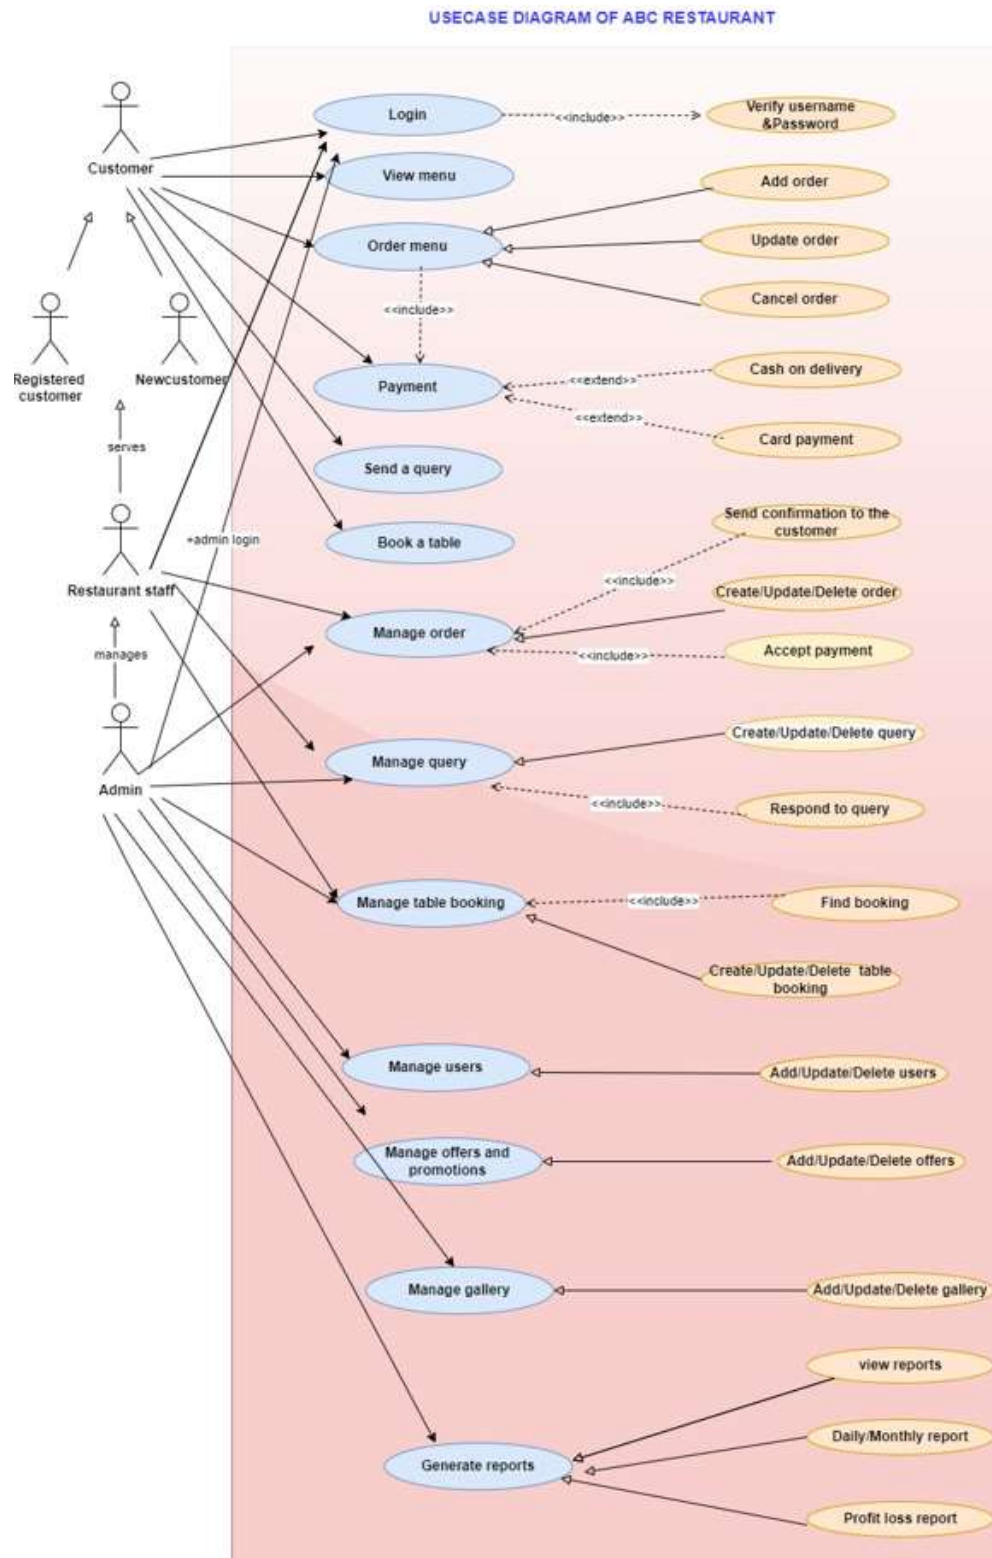 USECASE DIAGRAM OF ABC RESTAURANT
Customer
Login
<<include>>
Verify username
&Password
View menu
Add order
Order menu
Update order
Cancel order
<<include>>
Registered
customer
Newcustomer
Payment
<<extend>>
Cash on delivery
<<extend>>
Card payment
serves
Send a query
Restaurant staff
+admin login
Book a table
Send confirmation to the
customer
<<include>>
Create/Update/Delete order
Manage order
<<include>>
Accept payment
manages
Admin
Manage query
Create/Update/Delete query
<<include>>
Respond to query
Manage table booking
<<include>>
Find booking
Create/Update/Delete table
booking
Manage users
Add/Update/Delete users
Manage offers and
promotions
Add/Update/Delete offers
Manage gallery
Add/Update/Delete gallery
view reports
Daily/Monthly report
Generate reports
Profit loss report